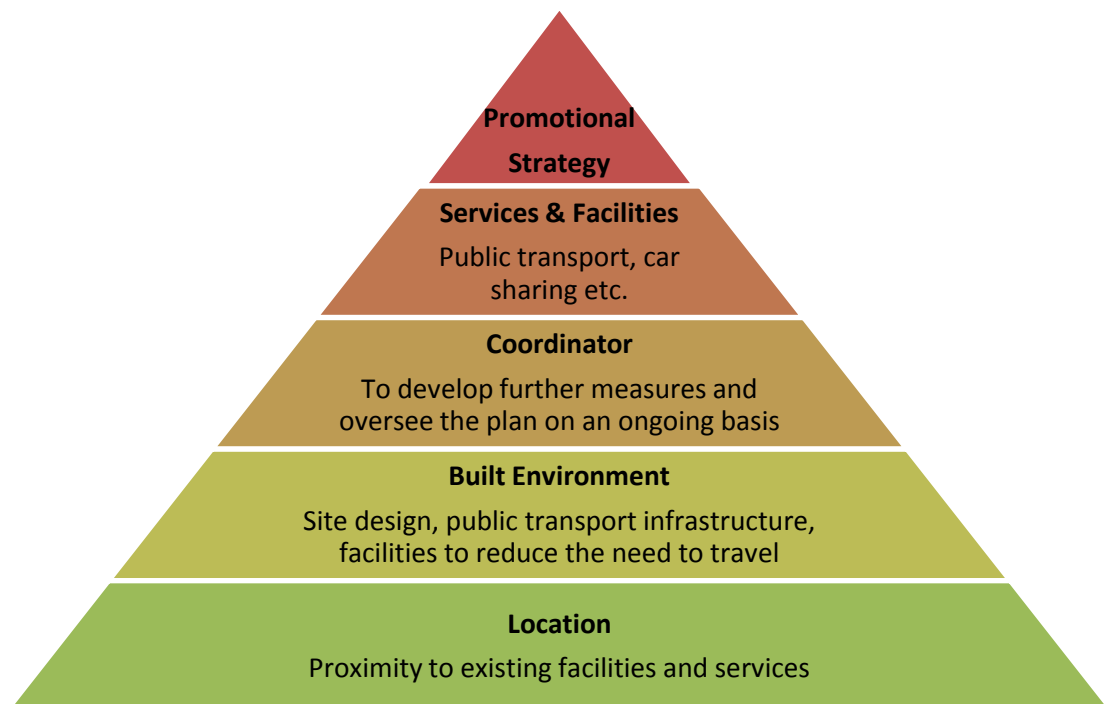 Promotional
Strategy
Services & Facilities
Public transport, car
sharing etc.
Coordinator
To develop further measures and
oversee the plan on an ongoing basis
Built Environment
Site design, public transport infrastructure,
facilities to reduce the need to travel
Location
Proximity to existing facilities and services